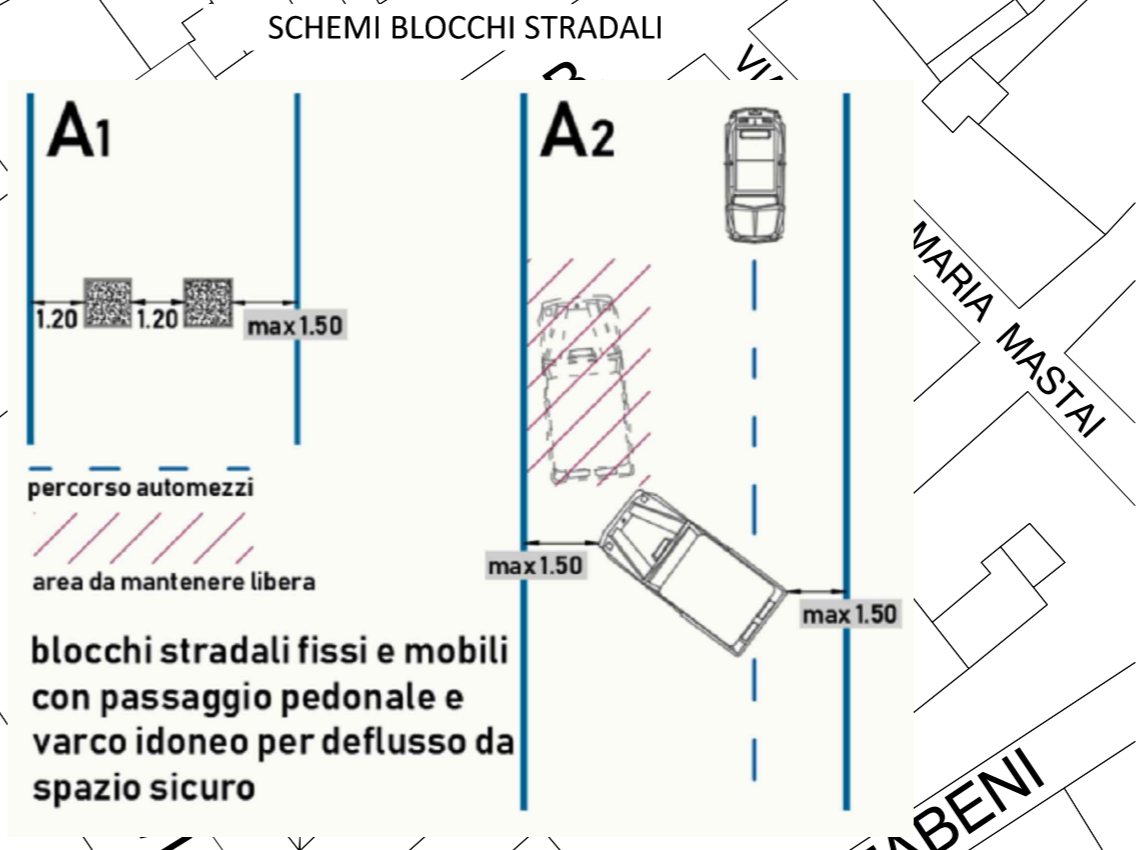 SCHEMI BLOCCHI STRADALI
A1
A2
1.20
1.20
max 1.50
percorso automezzi
area da mantenere libera
max 1.50
max 1.50
blocchi stradali fissi e mobili
con passaggio pedonale e
varco idoneo per deflusso da
spazio sicuro
MARIA MASTAI